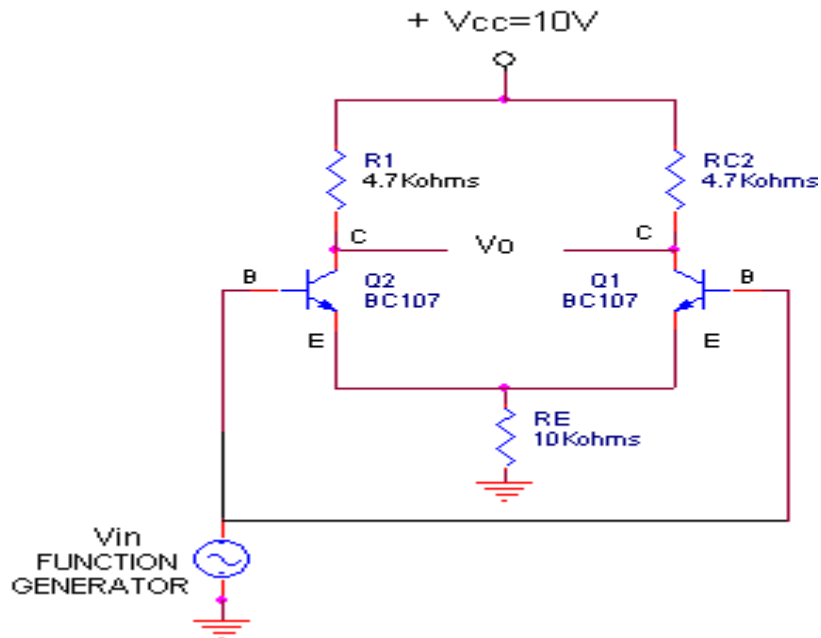 + Vcc=10V
R1
4.7Kohms
RC2
4.7Kohms
C
Vo
C
B
Q2
BC107
Q1
BC107
B
E
E
RE
10Kohms
Vin
FUNCTION
GENERATOR